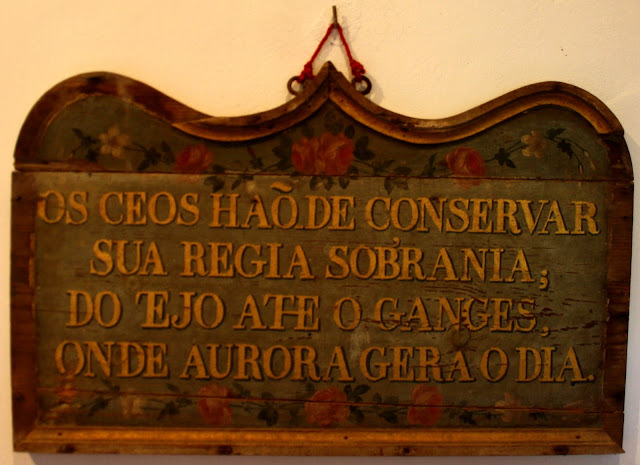 OS CEOS HAÕ DE CONSERVAR
SUA REGIA SOBRANIA;
DO TEJO ATE O GANGES,
ONDE AURORA GERA O DIA.